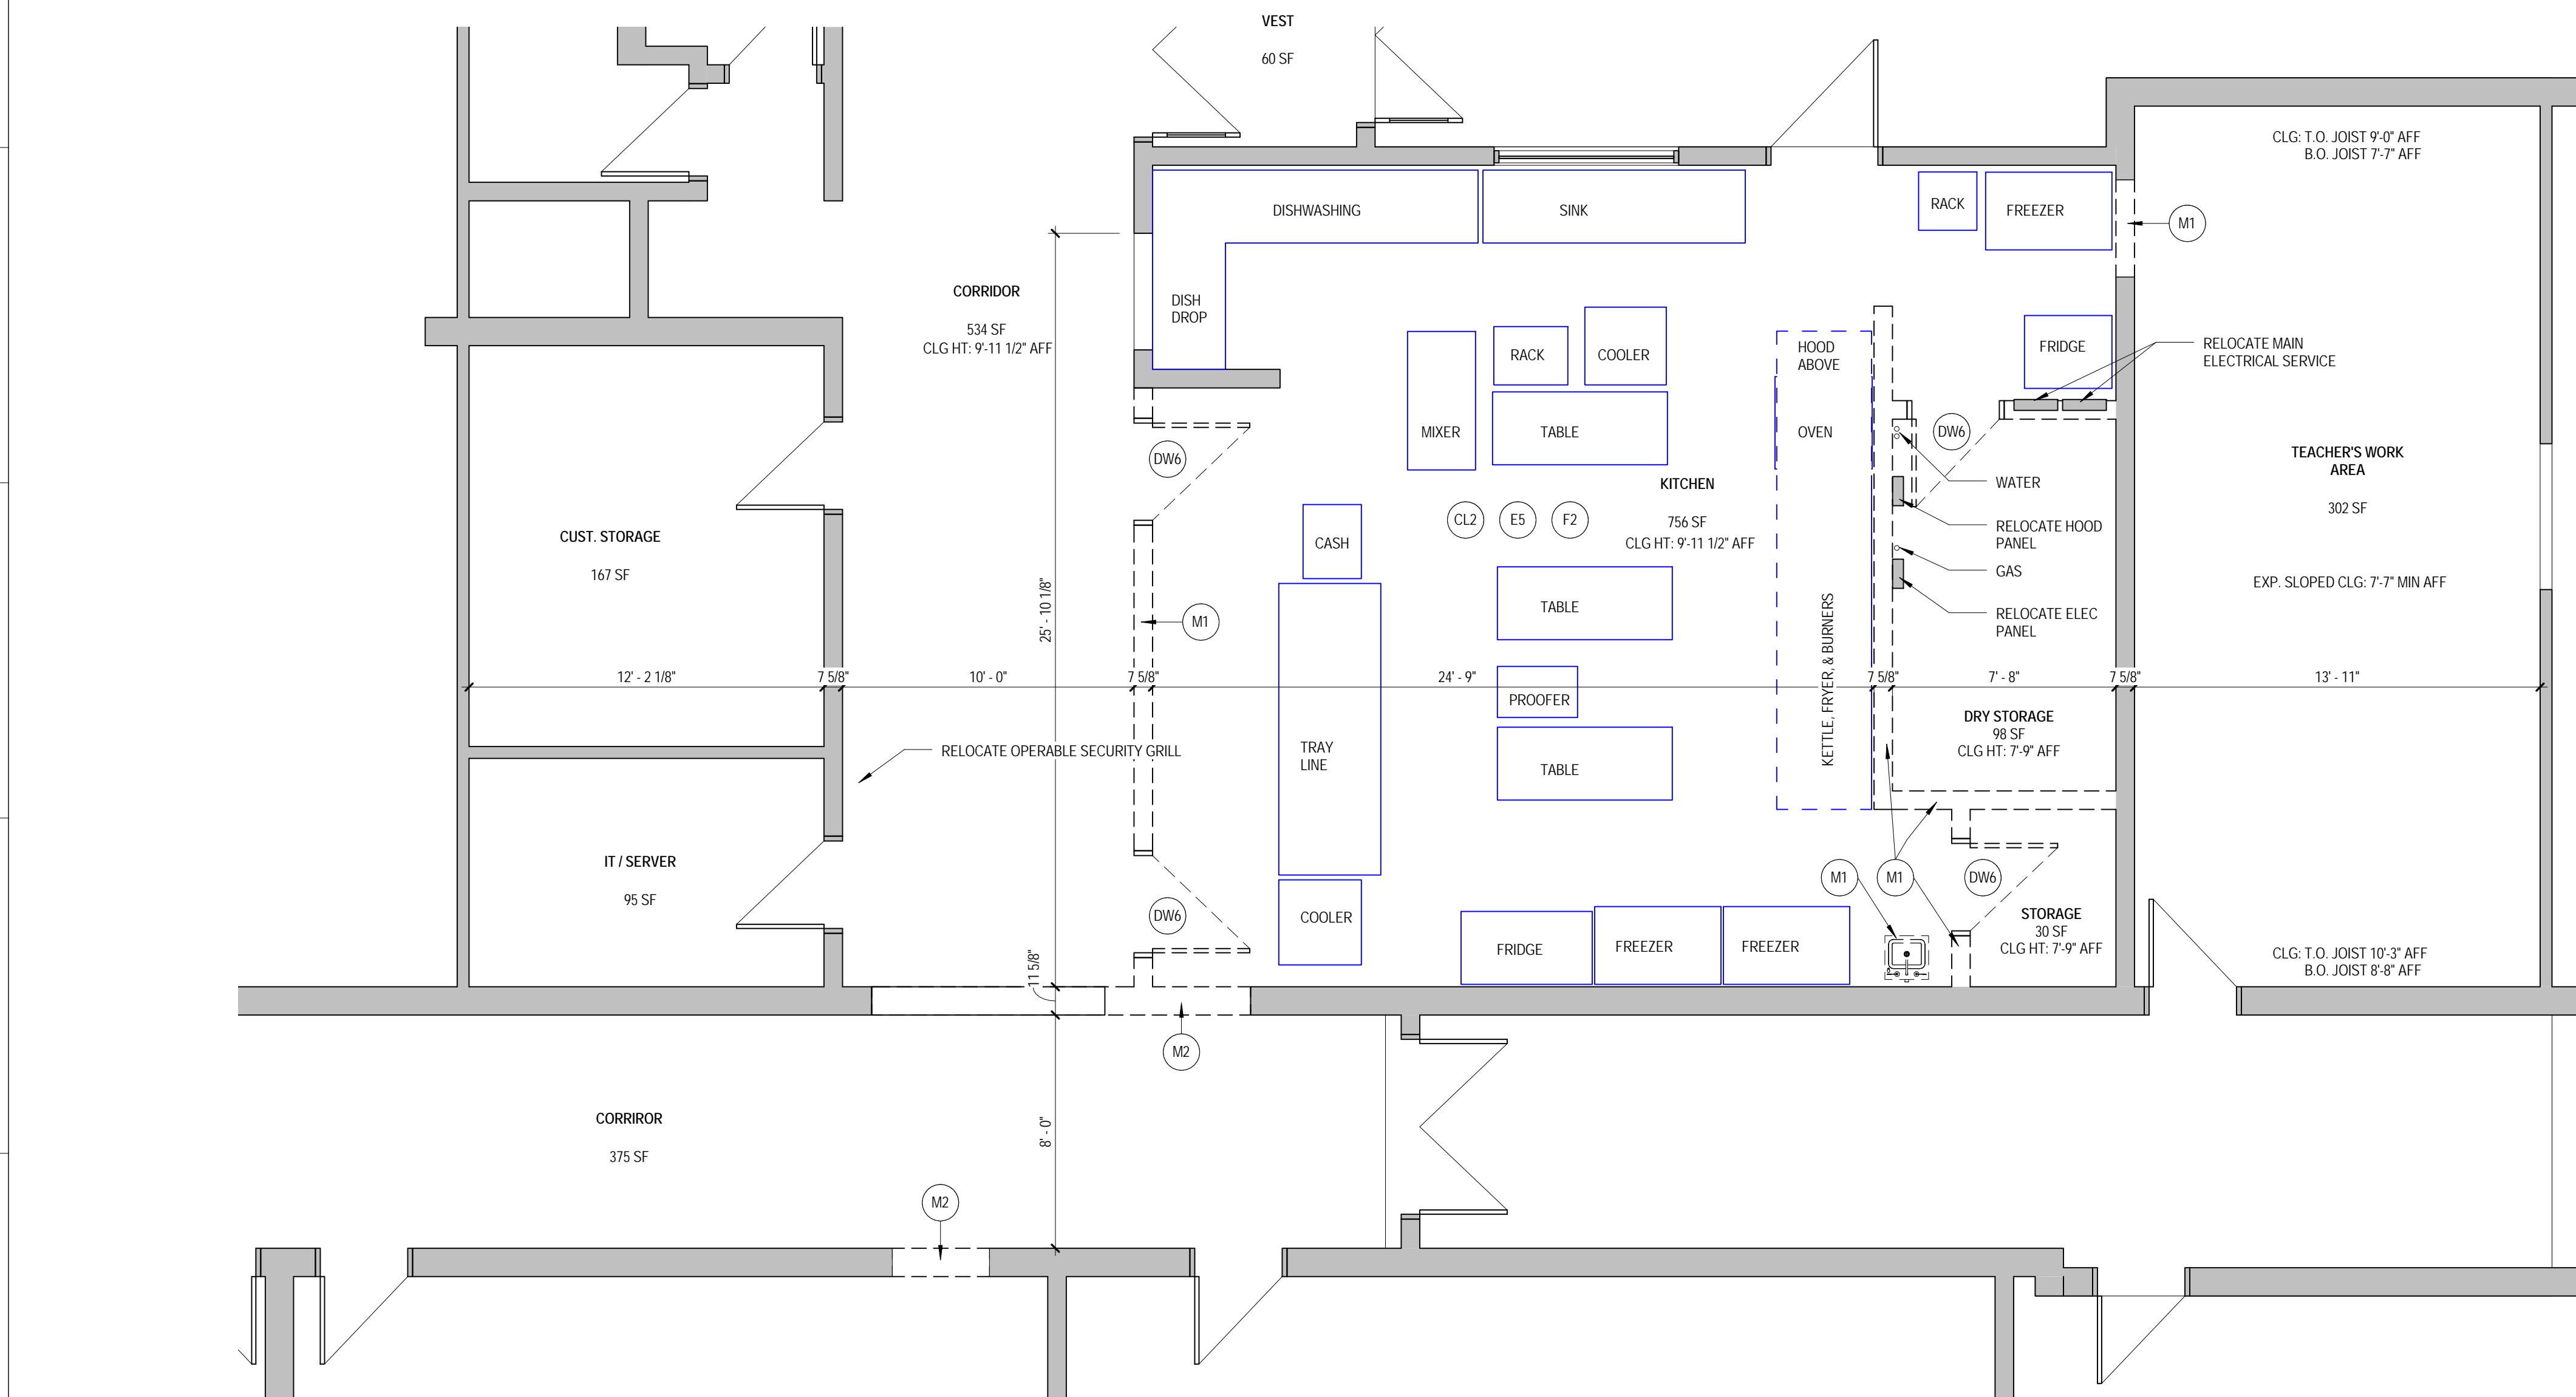 VEST
60 SF
CLG: T.O. JOIST 9'-0" AFF
B.O. JOIST 7'-7" AFF
DISHWASHING
SINK
RACK
FREEZER
M1
CORRIDOR
534 SF
CLG HT: 9'-11 1/2" AFF
DISH
DROP
MIXER
RACK
COOLER
TABLE
HOOD
ABOVE
OVEN
FRIDGE
RELOCATE MAIN
ELECTRICAL SERVICE
DW6
DW6
WATER
RELOCATE HOOD
PANEL
GAS
RELOCATE ELEC
PANEL
TEACHER'S WORK
AREA
302 SF
EXP. SLOPED CLG: 7'-7" MIN AFF
KITCHEN
756 SF
CLG HT: 9'-11 1/2" AFF
CL2
E5
F2
CUST. STORAGE
167 SF
CASH
25' - 10 1/8"
M1
TABLE
KETTLE, FRYER, & BURNERS
12' - 2 1/8"
7 5/8"
10' - 0"
7 5/8"
24' - 9"
7 5/8"
7' - 8"
7 5/8"
13' - 11"
PROOFER
DRY STORAGE
98 SF
CLG HT: 7'-9" AFF
RELOCATE OPERABLE SECURITY GRILL
TRAY
LINE
TABLE
IT / SERVER
95 SF
DW6
COOLER
FRIDGE
FREEZER
FREEZER
M1
M1
DW6
STORAGE
30 SF
CLG HT: 7'-9" AFF
CLG: T.O. JOIST 10'-3" AFF
B.O. JOIST 8'-8" AFF
11 5/8"
M2
CORRIROR
375 SF
8' - 0"
M2